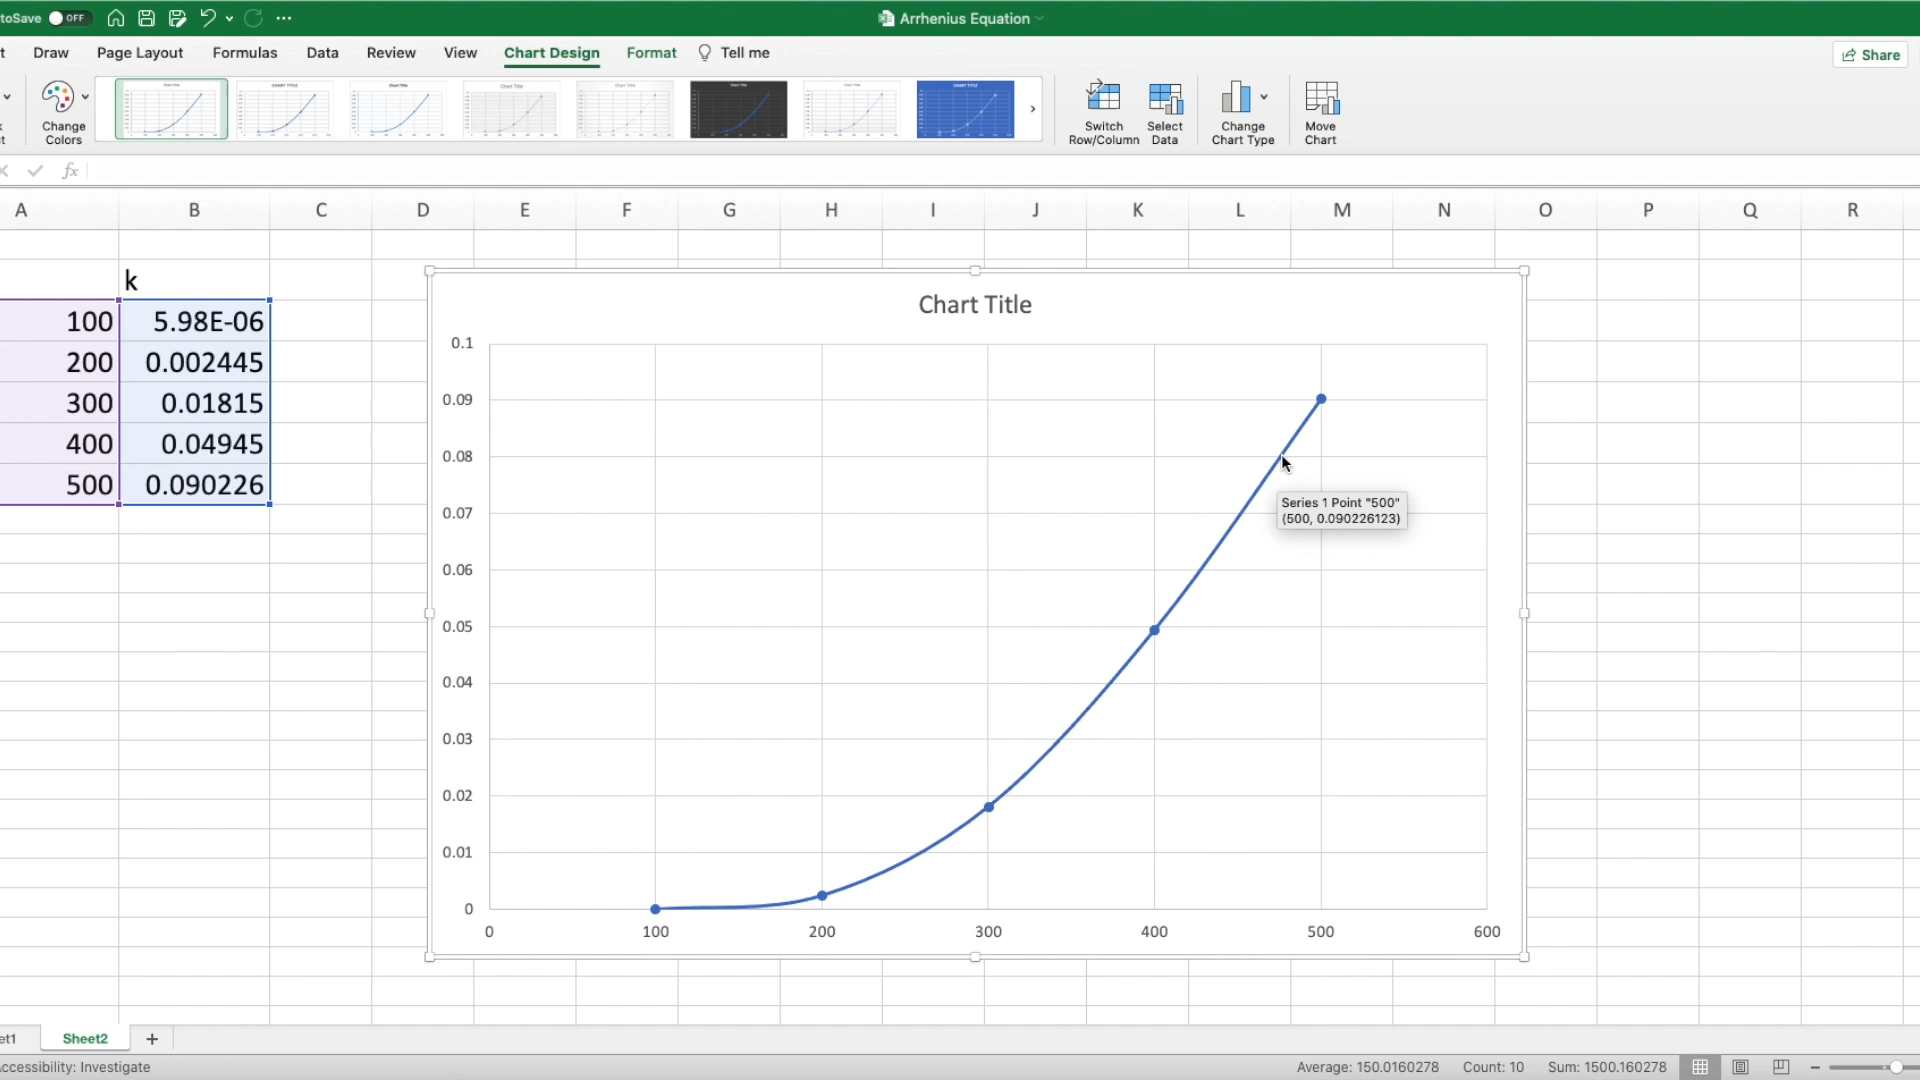 toSave OFF Arrhenius Equation
t Draw Page Layout Formulas Data Review View Chart Design Format Tell me Share
Change Colors
Switch Row/Column
Select Data
Change Chart Type
Move Chart
fx
A B C D E F G H I J K L M N O P Q R
k
100 5.98E-06
200 0.002445
300 0.01815
400 0.04945
500 0.090226
Chart Title
0.1
0.09
0.08
0.07
0.06
0.05
0.04
0.03
0.02
0.01
0
0 100 200 300 400 500 600
Series 1 Point "500"
(500, 0.090226123)
et1 Sheet2 +
ccessibility: Investigate Average: 150.0160278 Count: 10 Sum: 1500.160278